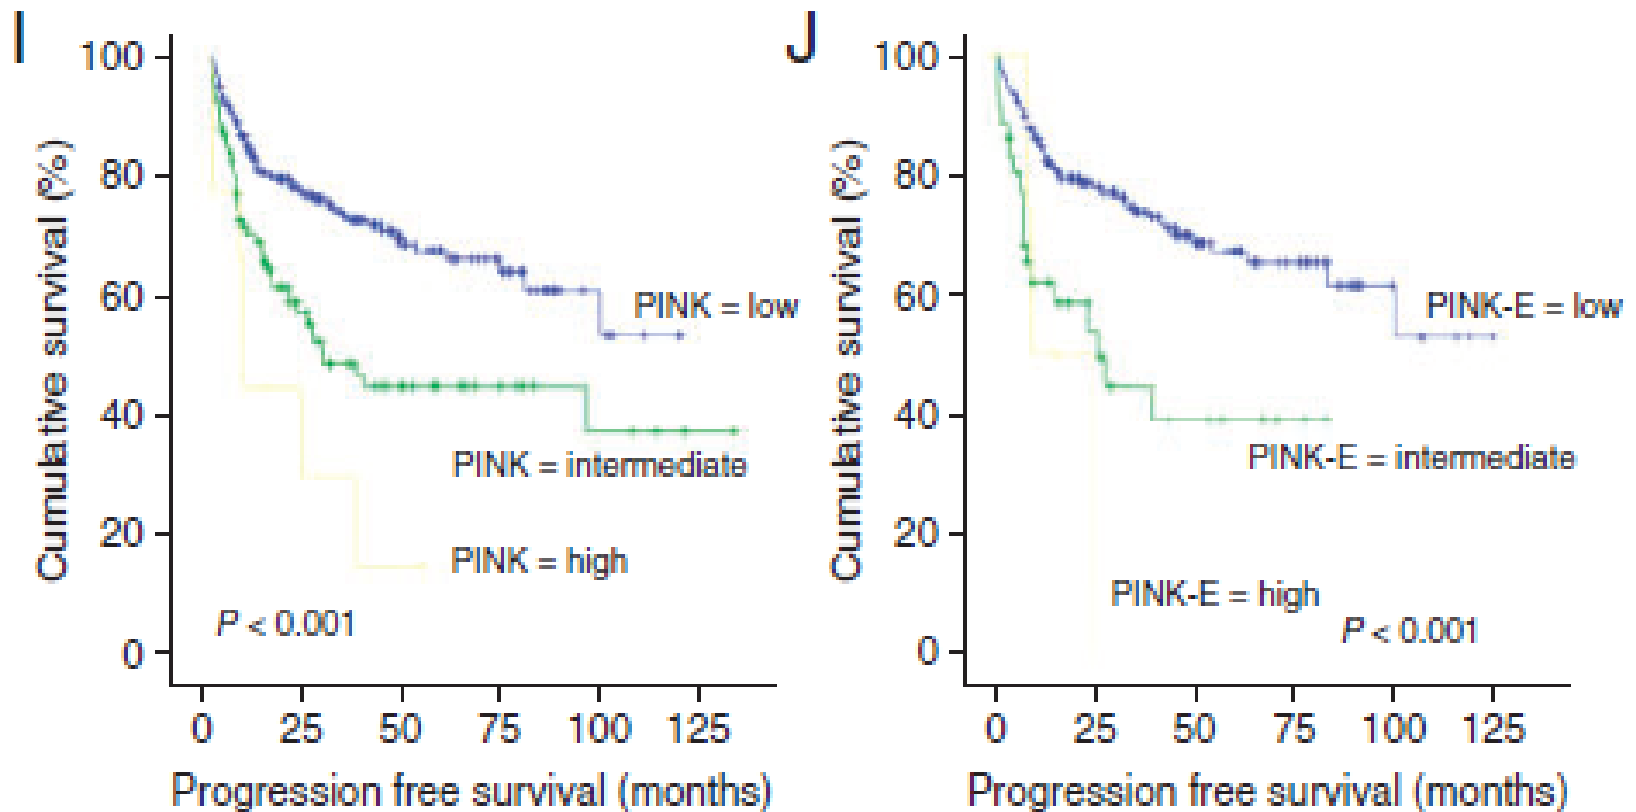 I
Cumulative survival (%)
100
80
60
40
20
0
PINK = low
PINK = intermediate
PINK = high
P < 0.001
0 25 50 75 100 125
Progression free survival (months)
J
Cumulative survival (%)
100
80
60
40
20
0
PINK-E = low
PINK-E = intermediate
PINK-E = high
P < 0.001
0 25 50 75 100 125
Progression free survival (months)